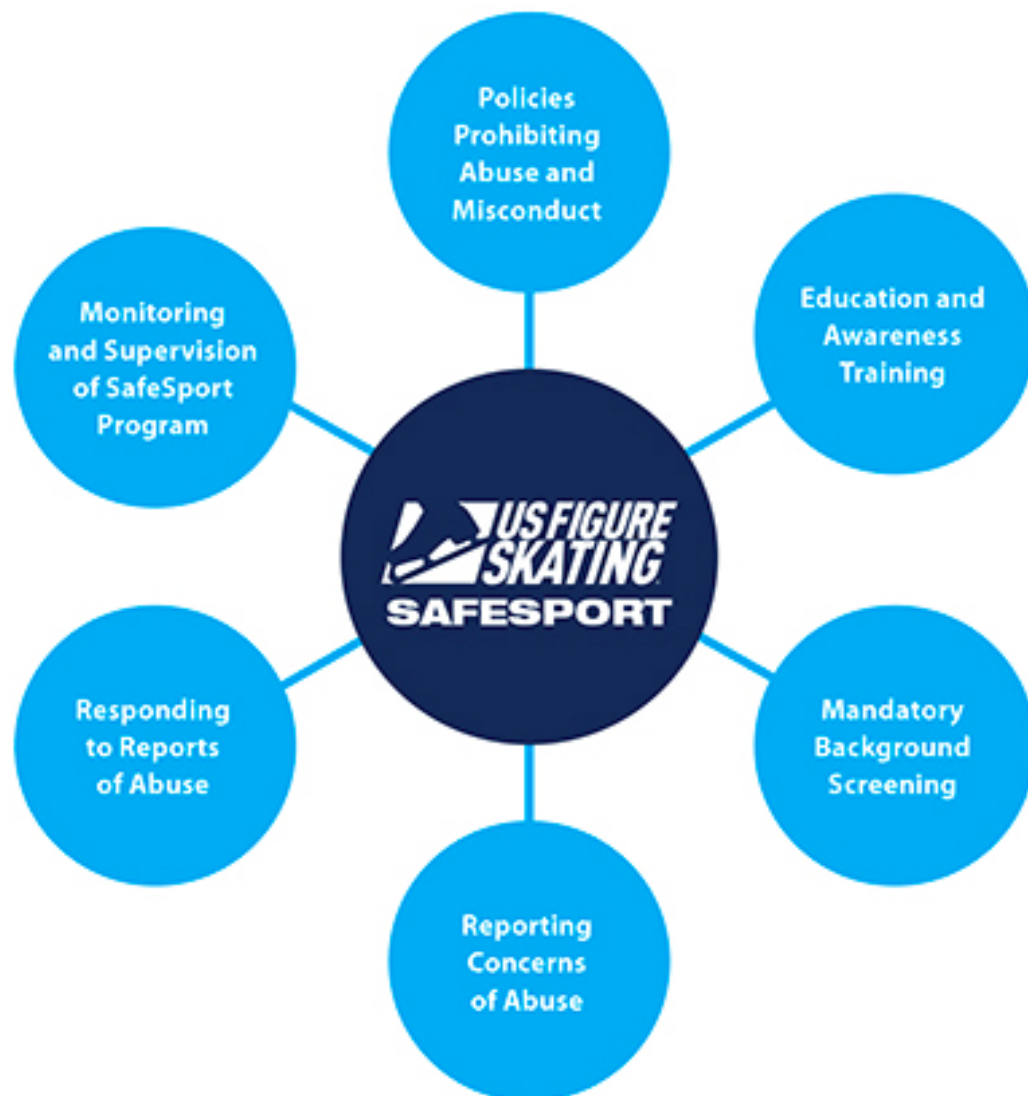 Policies
Prohibiting
Abuse and
Misconduct
Education and
Awareness
Training
Mandatory
Background
Screening
Reporting
Concerns
of Abuse
Responding
to Reports
of Abuse
Monitoring
and Supervision
of SafeSport
Program
US FIGURE
SKATING
SAFESPORT